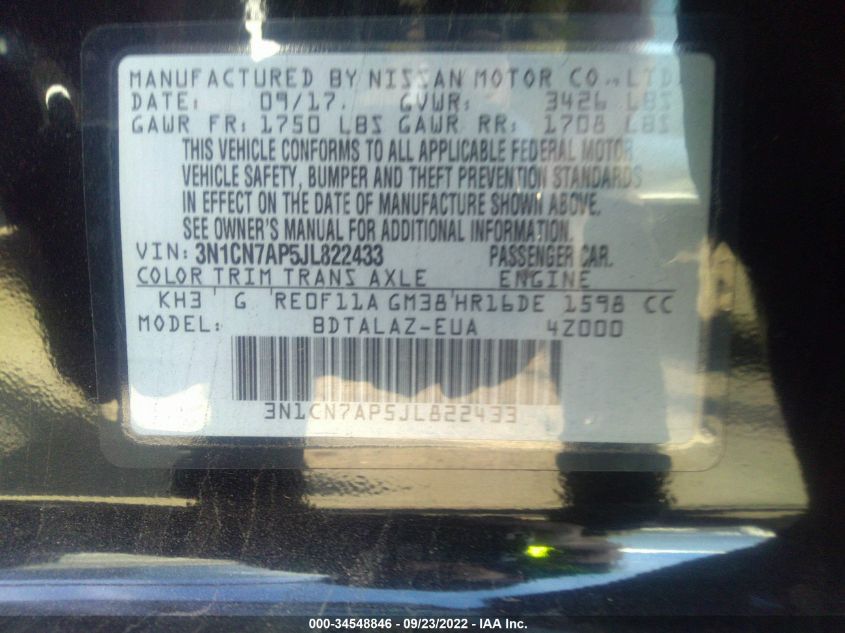 MANUFACTURED BY NISSAN MOTOR CO., LTD
DATE: 09/17. GVWR: 3426 LBS
GAWR FR: 1750 LBS GAWR RR: 1708 LBS
THIS VEHICLE CONFORMS TO ALL APPLICABLE FEDERAL MOTOR
VEHICLE SAFETY, BUMPER AND THEFT PREVENTION STANDARDS
IN EFFECT ON THE DATE OF MANUFACTURE SHOWN ABOVE.
SEE OWNER'S MANUAL FOR ADDITIONAL INFORMATION.
VIN: 3N1CN7AP5JL822433 PASSENGER CAR.
COLOR TRIM TRANS AXLE ENGINE
KH3 G RE0F11A GM38 HR16DE 1598 CC
MODEL: BDTALAZ-EUA 4Z000
3N1CN7AP5JL822433
000-34548846 - 09/23/2022 - IAA Inc.